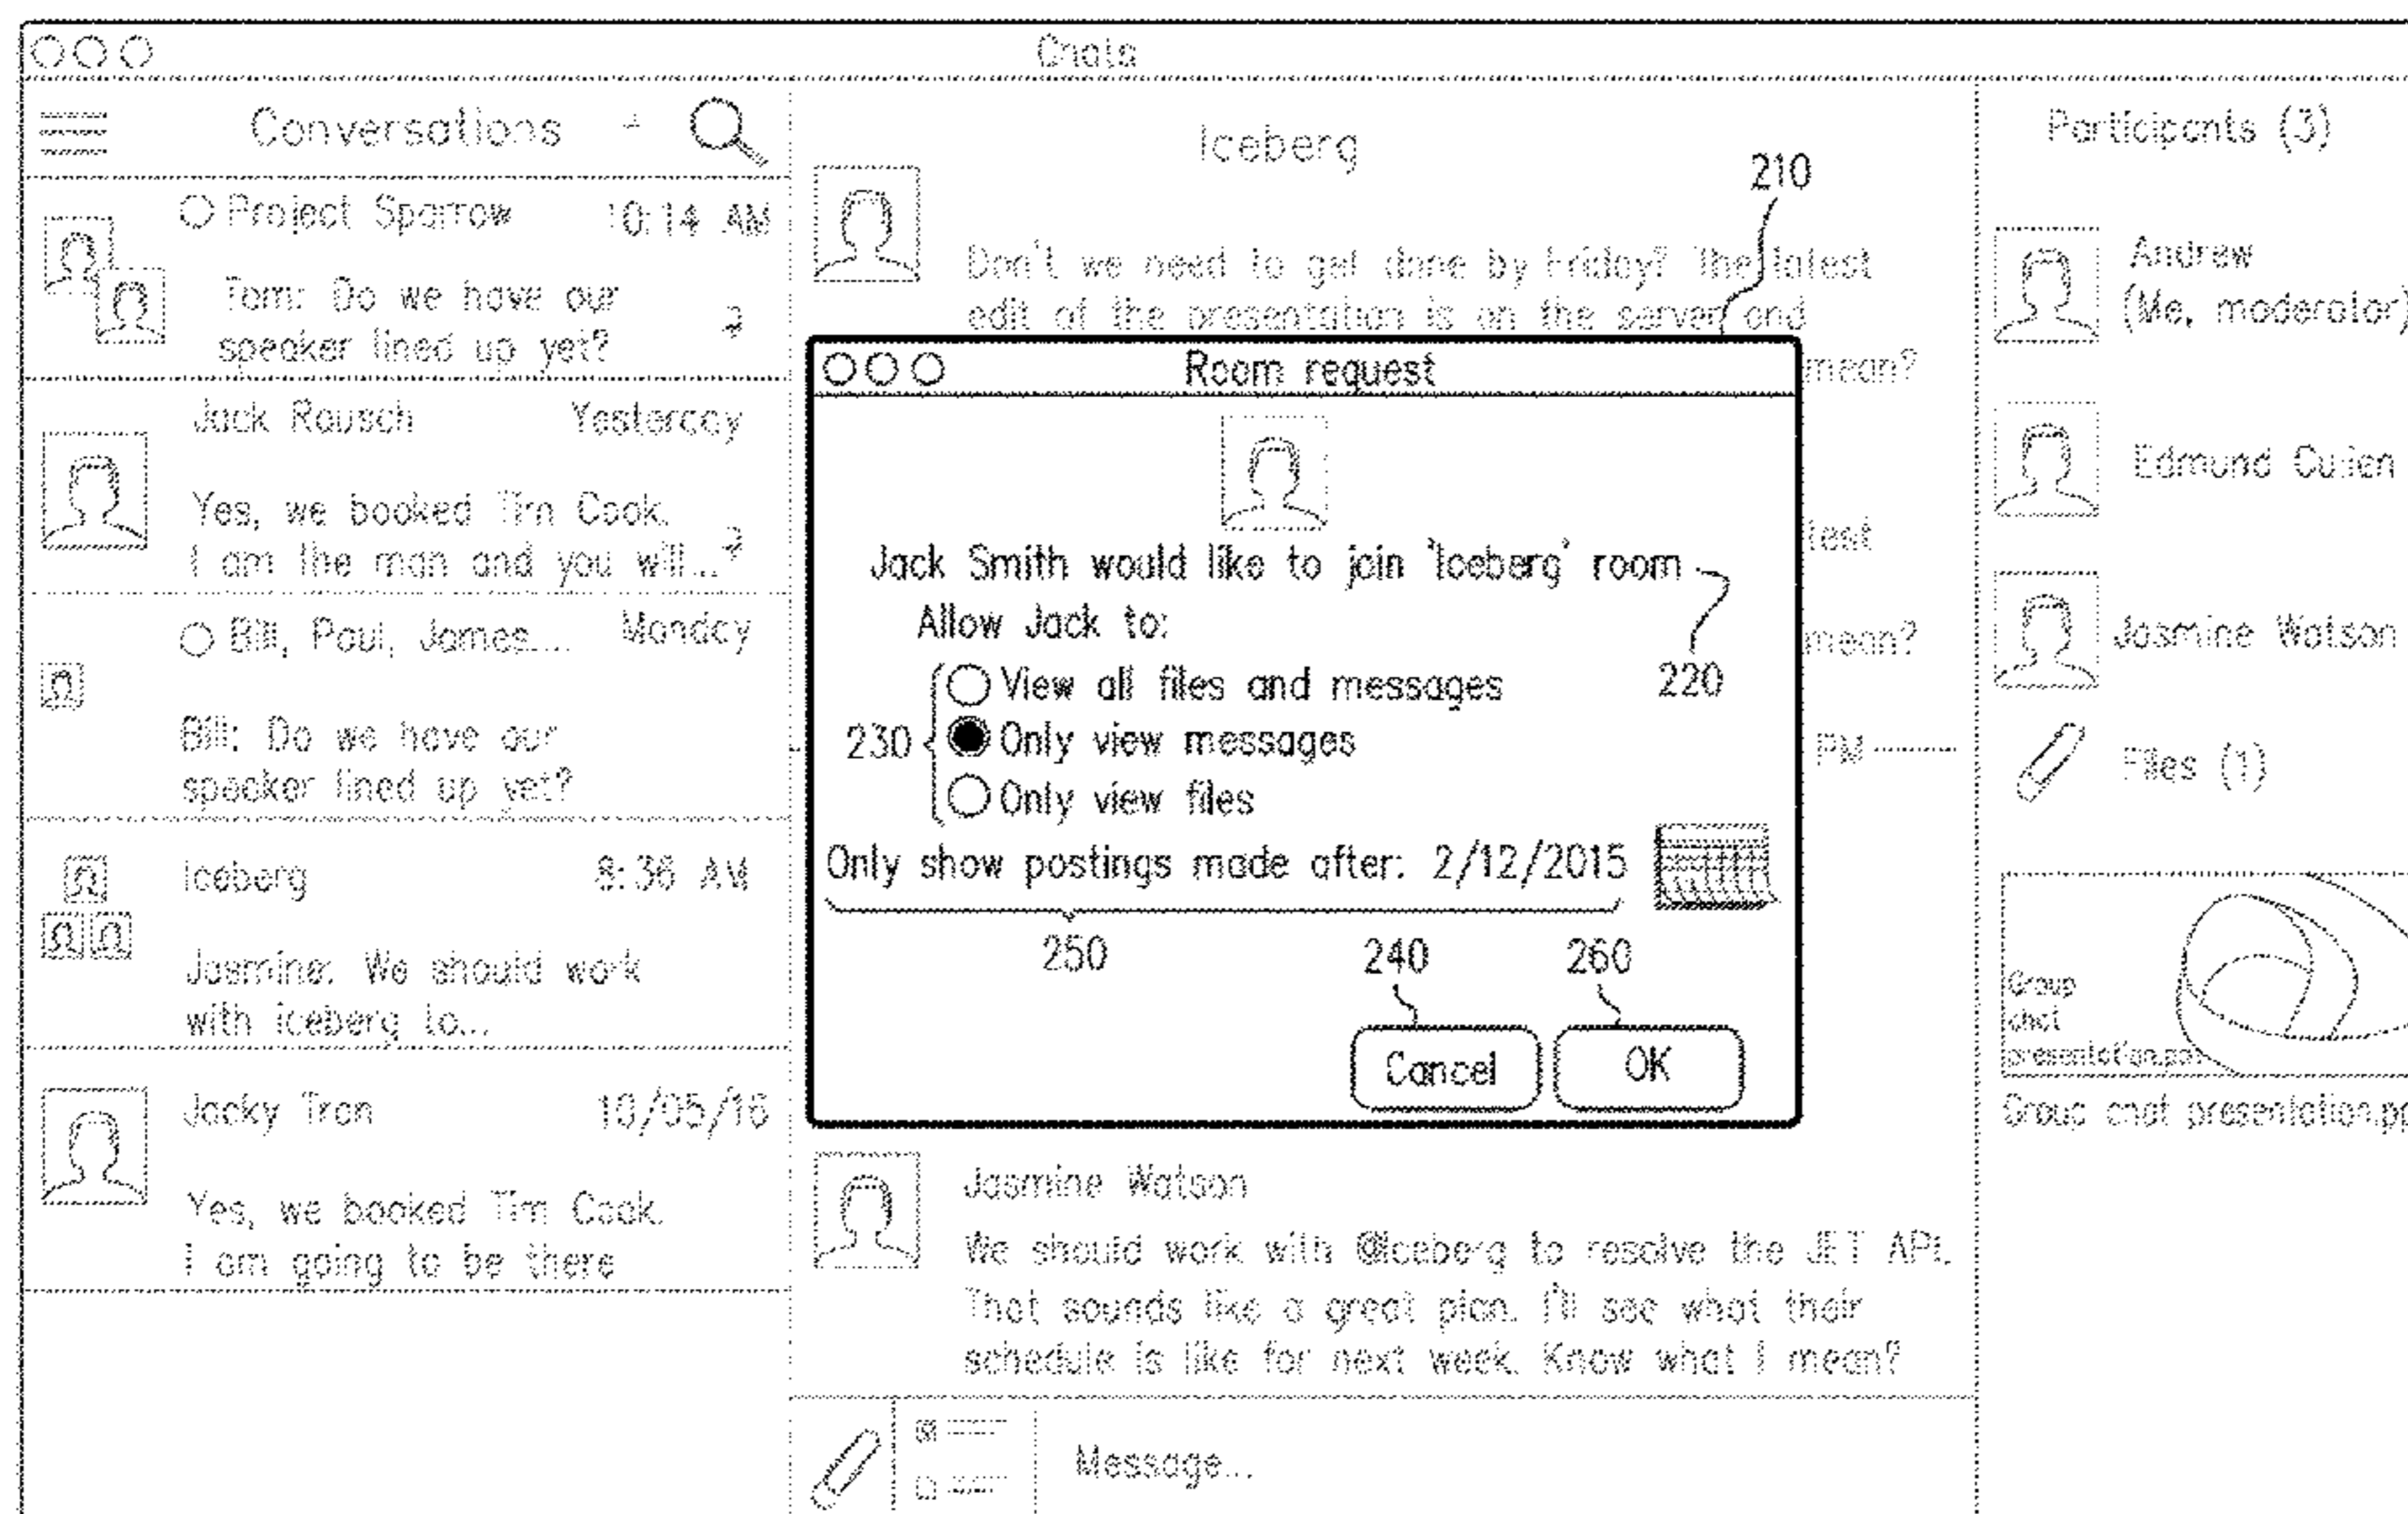 Chats
Conversations
Project Sparrow 10:14 AM
Tom: Do we have our
speaker lined up yet?
Jack Rausch Yesterday
Yes, we booked Tim Cook.
I am the man and you will...
Bill, Paul, James... Monday
Bill: Do we have our
speaker lined up yet?
Iceberg 8:36 AM
Jasmine: We should work
with iceberg to...
Jacky Tran 10/05/16
Yes, we booked Tim Cook.
I am going to be there
Iceberg
210
Don't we need to get done by Friday? The latest
edit of the presentation is on the server and
mean?
Room request
Jack Smith would like to join 'Iceberg' room
Allow Jack to:
220
View all files and messages
230
Only view messages
Only view files
Only show postings made after: 2/12/2015
250
240
260
Cancel
OK
test
mean?
PM
Jasmine Watson
We should work with @Iceberg to resolve the JET API.
That sounds like a great plan. I'll see what their
schedule is like for next week. Know what I mean?
Message...
Participants (3)
Andrew
(Me, moderator)
Edmund Cullen
Jasmine Watson
Files (1)
Group
chat
Group chat